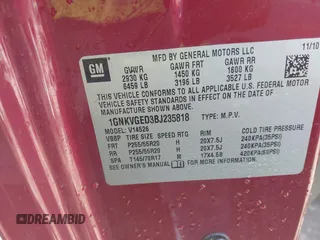 GM
MFD BY GENERAL MOTORS LLC
11/10
GVWR GAWR FRT GAWR RR
2930 KG 1450 KG 1600 KG
6459 LB 3196 LB 3527 LB
THIS VEHICLE CONFORMS TO ALL APPLICABLE U.S. FEDERAL MOTOR VEHICLE SAFETY AND THEFT PREVENTION STANDARDS IN EFFECT ON THE DATE OF MANUFACTURE SHOWN ABOVE.
1GNKVGED3BJ235818 TYPE: M.P.V.
MODEL: V14526
TIRE SIZE SPEED RTG RIM COLD TIRE PRESSURE
FRT P255/55R20 H 20X7.5J 240KPA(35PSI)
RR P255/55R20 H 20X7.5J 240KPA(35PSI)
SPA T145/70R17 M 17X4.5B 420KPA(60PSI)
SEE OWNER'S MANUAL FOR MORE INFORMATION.
DREAMBID